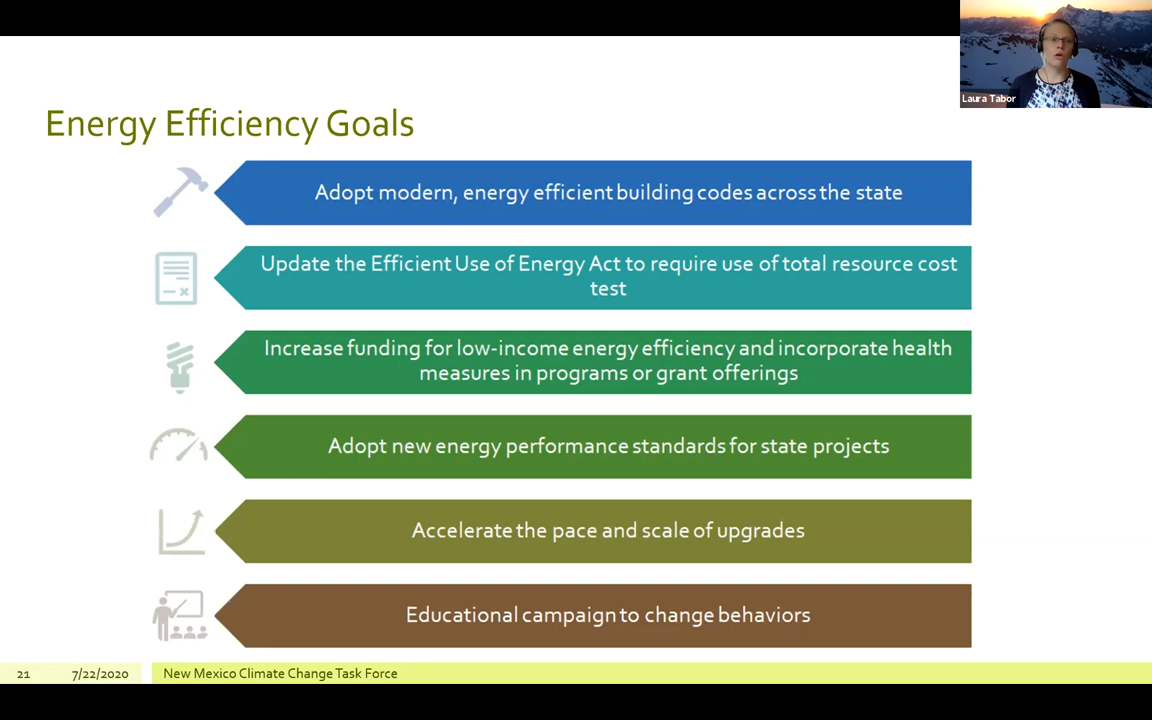 Laura Tabor
Energy Efficiency Goals
Adopt modern, energy efficient building codes across the state
Update the Efficient Use of Energy Act to require use of total resource cost
test
Increase funding for low-income energy efficiency and incorporate health
measures in programs or grant offerings
Adopt new energy performance standards for state projects
Accelerate the pace and scale of upgrades
Educational campaign to change behaviors
21 7/22/2020 New Mexico Climate Change Task Force